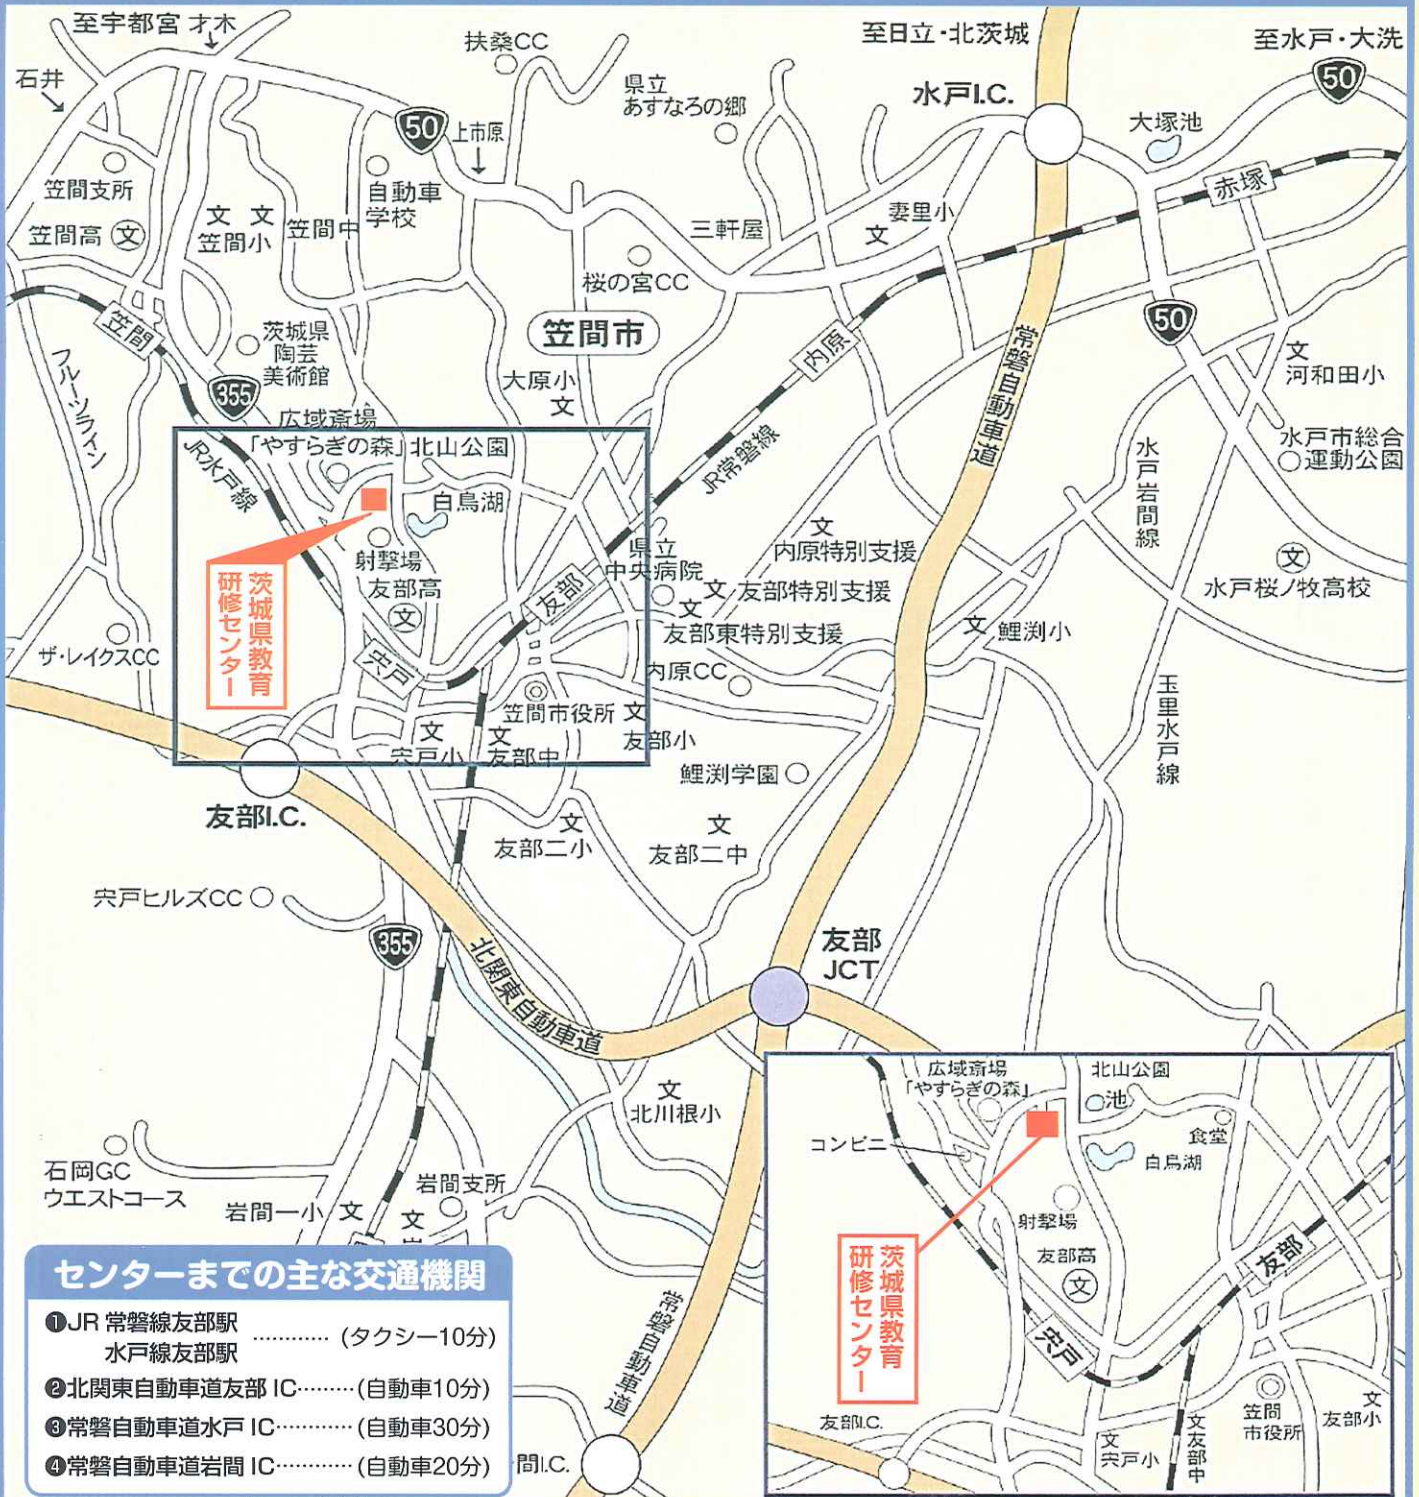 至宇都宮 才木
石井
扶桑CC
県立
あすなろの郷
至日立・北茨城
至水戸・大洗
水戸I.C.
50
大塚池
50
上市原
笠間支所
自動車
学校
笠間高 文
文 文
笠間小
笠間中
三軒屋
妻里小
文
赤塚
桜の宮CC
笠間市
笠間
茨城県
陶芸
美術館
355
大原小
文
内原
常磐自動車道
50
文
河和田小
フルーツライン
広域斎場
「やすらぎの森」
北山公園
JR水戸線
JR常磐線
水戸岩間線
水戸市総合
運動公園
白鳥湖
射撃場
友部高
文
茨城県教育
研修センター
県立
中央病院
文
内原特別支援
文
友部特別支援
文
友部東特別支援
文
水戸桜ノ牧高校
友部
宍戸
ザ・レイクスCC
文 鯉渕小
内原CC
笠間市役所
文
友部小
文
宍戸小
文
友部中
玉里水戸線
鯉渕学園
友部I.C.
文
友部二小
文
友部二中
宍戸ヒルズCC
355
北関東自動車道
友部
JCT
文
北川根小
石岡GC
ウエストコース
岩間支所
岩間一小 文
文
常磐自動車道
間I.C.
センターまでの主な交通機関
❶JR 常磐線友部駅
水戸線友部駅
………… (タクシー10分)
❷北関東自動車道友部 IC………(自動車10分)
❸常磐自動車道水戸 IC…………(自動車30分)
❹常磐自動車道岩間 IC…………(自動車20分)
広域斎場
「やすらぎの森」
北山公園
池
コンビニ
食堂
白鳥湖
射撃場
友部高
文
茨城県教育
研修センター
友部
宍戸
友部I.C.
笠間
市役所
文
友部小
文
宍戸小
文友部中